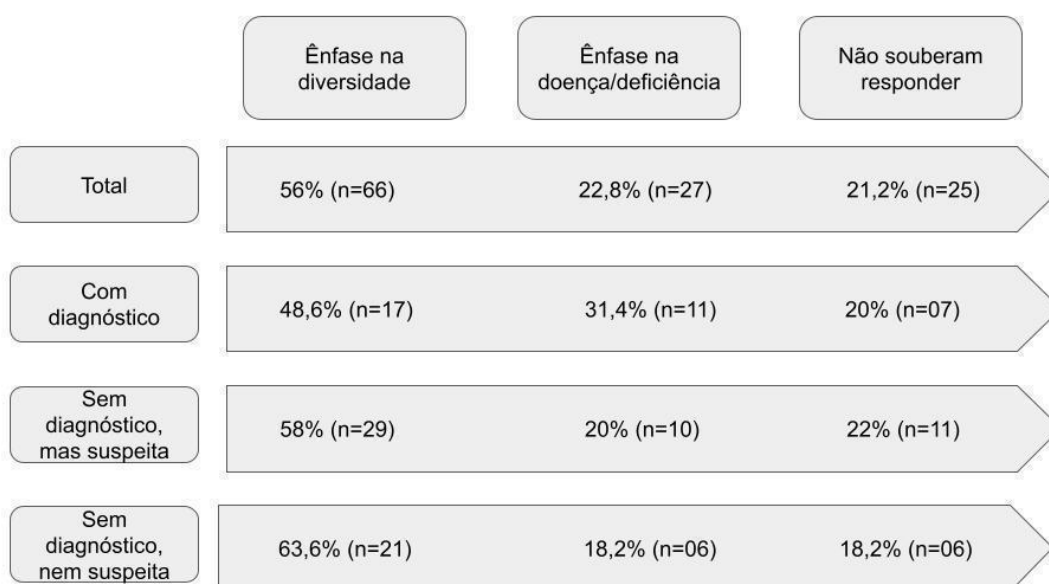 Ênfase na
diversidade
Ênfase na
doença/deficiência
Não souberam
responder
Total
56% (n=66)
22,8% (n=27)
21,2% (n=25)
Com
diagnóstico
48,6% (n=17)
31,4% (n=11)
20% (n=07)
Sem
diagnóstico,
mas suspeita
58% (n=29)
20% (n=10)
22% (n=11)
Sem
diagnóstico,
nem suspeita
63,6% (n=21)
18,2% (n=06)
18,2% (n=06)